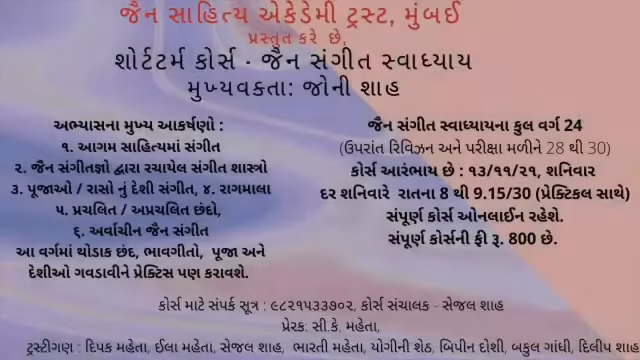 જૈન સાહિત્ય એકેડેમી ટ્રસ્ટ, મુંબઈ
પ્રસ્તુત કરે છે,
શોર્ટટર્મ કોર્સ - જૈન સંગીત સ્વાધ્યાય
મુખ્યવકતા: જોની શાહ
અભ્યાસના મુખ્ય આકર્ષણો :
૧. આગમ સાહિત્યમાં સંગીત
૨. જૈન સંગીતજ્ઞો દ્વારા રચાયેલ સંગીત શાસ્ત્રો
૩. પૂજાઓ / રાસો નું દેશી સંગીત, ૪. રાગમાલા
૫. પ્રચલિત / અપ્રચલિત છંદો,
૬. અર્વાચીન જૈન સંગીત
આ વર્ગમાં થોડાક છંદ, ભાવગીતો, પૂજા અને
દેશીઓ ગવડાવીને પ્રેક્ટિસ પણ કરાવશે.
જૈન સંગીત સ્વાધ્યાયના કુલ વર્ગ 24
(ઉપરાંત રિવિઝન અને પરીક્ષા મળીને 28 થી 30)
કોર્સ આરંભાય છે : ૧૩/૧૧/૨૧, શનિવાર
દર શનિવારે રાતના 8 થી 9.15/30 (પ્રેક્ટિકલ સાથે)
સંપૂર્ણ કોર્સ ઓનલાઈન રહેશે.
સંપૂર્ણ કોર્સની ફી રૂ. 800 છે.
કોર્સ માટે સંપર્ક સૂત્ર : ૯૮૨૧૫૩૩૭૦૨, કોર્સ સંચાલક - સેજલ શાહ
પ્રેરક: સી.કે. મહેતા,
ટ્રસ્ટીગણ : દિપક મહેતા, ઈલા મહેતા, સેજલ શાહ, ભારતી મહેતા, યોગીની શેઠ, બિપીન દોશી, બકુલ ગાંધી, દિલીપ શાહ